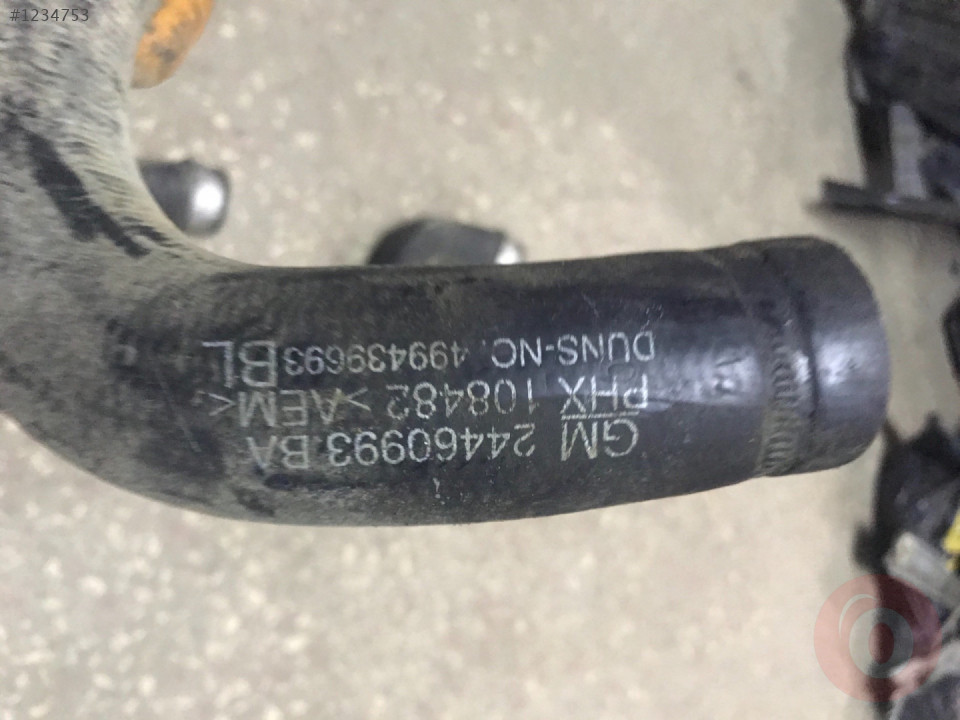 #1234753
GM 24460993 BA
PHX 108482 >AEM<
DUNS-NO. 499439693 BL